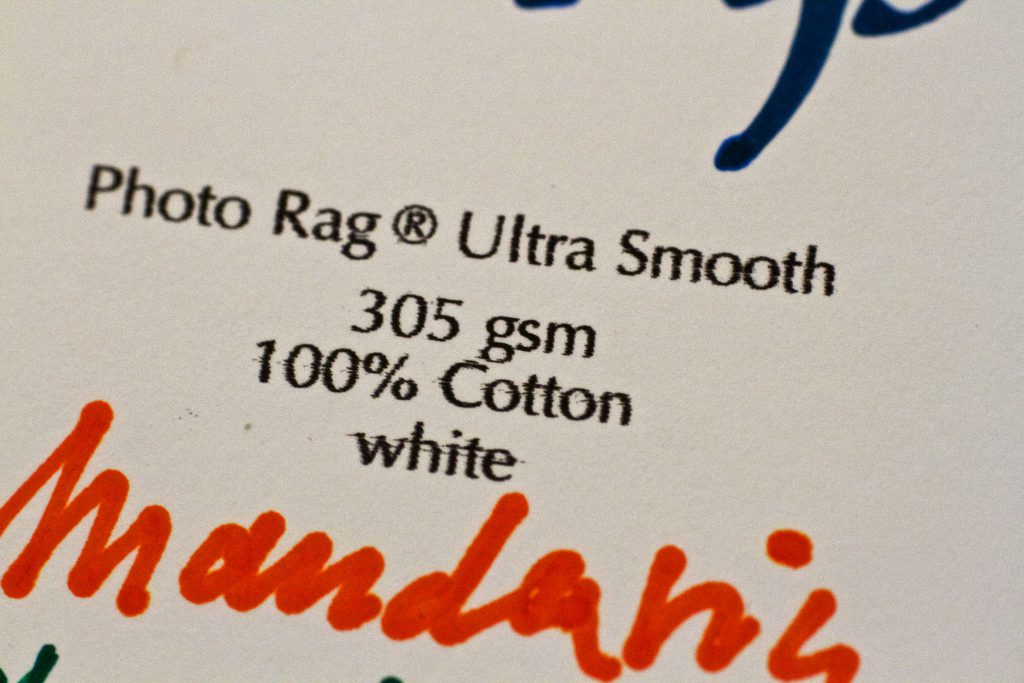 Photo Rag® Ultra Smooth
305 gsm
100% Cotton
white
Mandarin